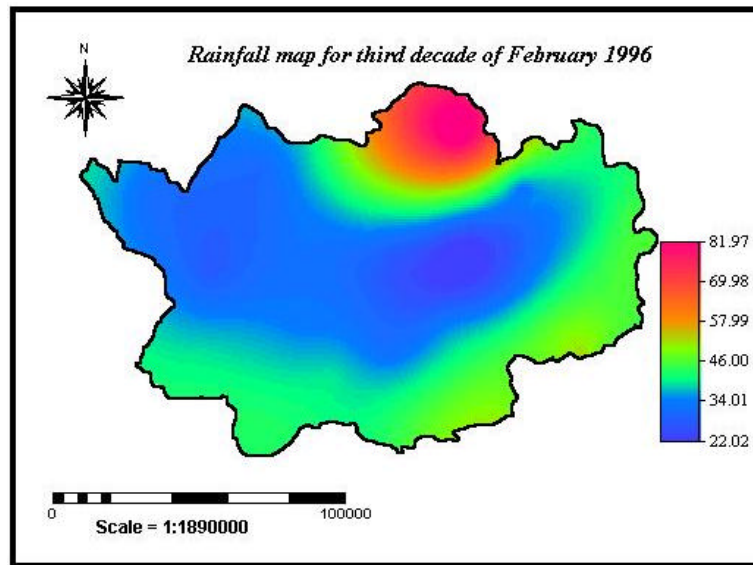 N
Rainfall map for third decade of February 1996
81.97
69.98
57.99
46.00
34.01
22.02
0 100000
Scale = 1:1890000